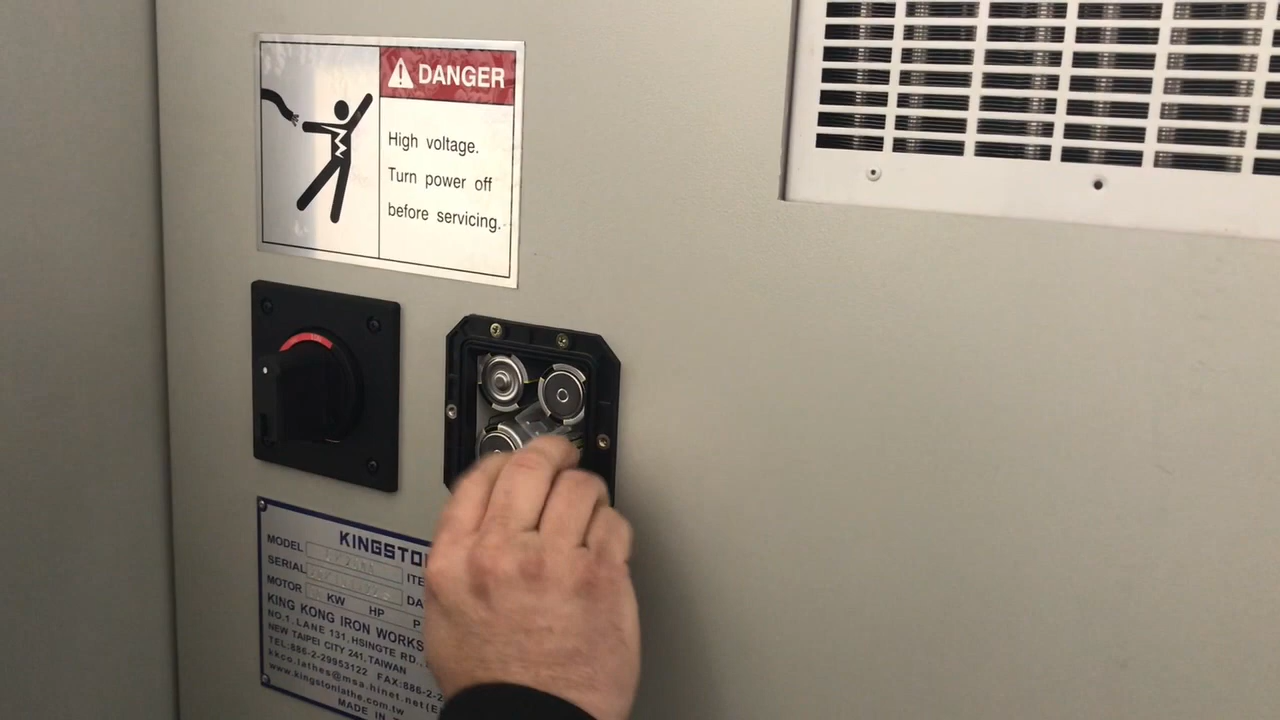 DANGER
High voltage.
Turn power off
before servicing.
KINGSTO
MODEL
SERIAL ITE
MOTOR KW HP DA
P
KING KONG IRON WORKS
NO.1, LANE 131, HSINGTE RD.,
NEW TAIPEI CITY 241, TAIWAN
TEL:886-2-29953122 FAX:886-2-2
kkco.lathes@msa.hinet.net(E
www.kingstonlathe.com.tw
MADE IN T